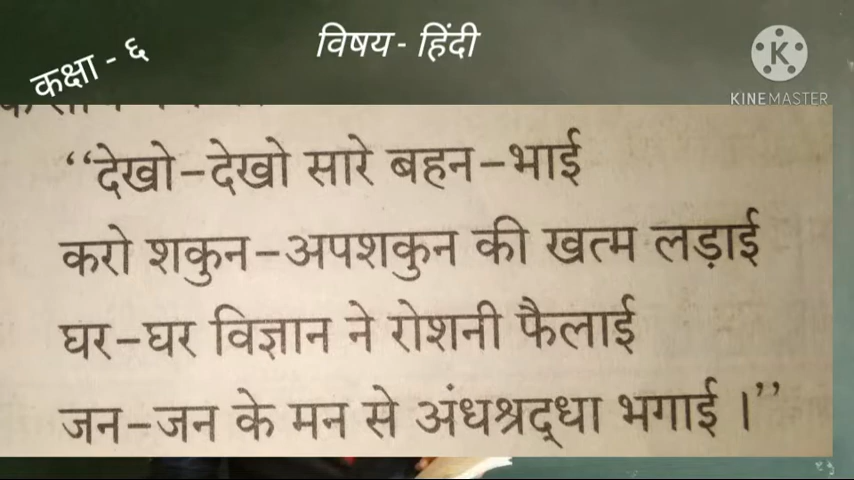 कक्षा - ६
विषय - हिंदी
K
KINEMASTER
“देखो-देखो सारे बहन-भाई
करो शकुन-अपशकुन की खत्म लड़ाई
घर-घर विज्ञान ने रोशनी फैलाई
जन-जन के मन से अंधश्रद्धा भगाई ।”